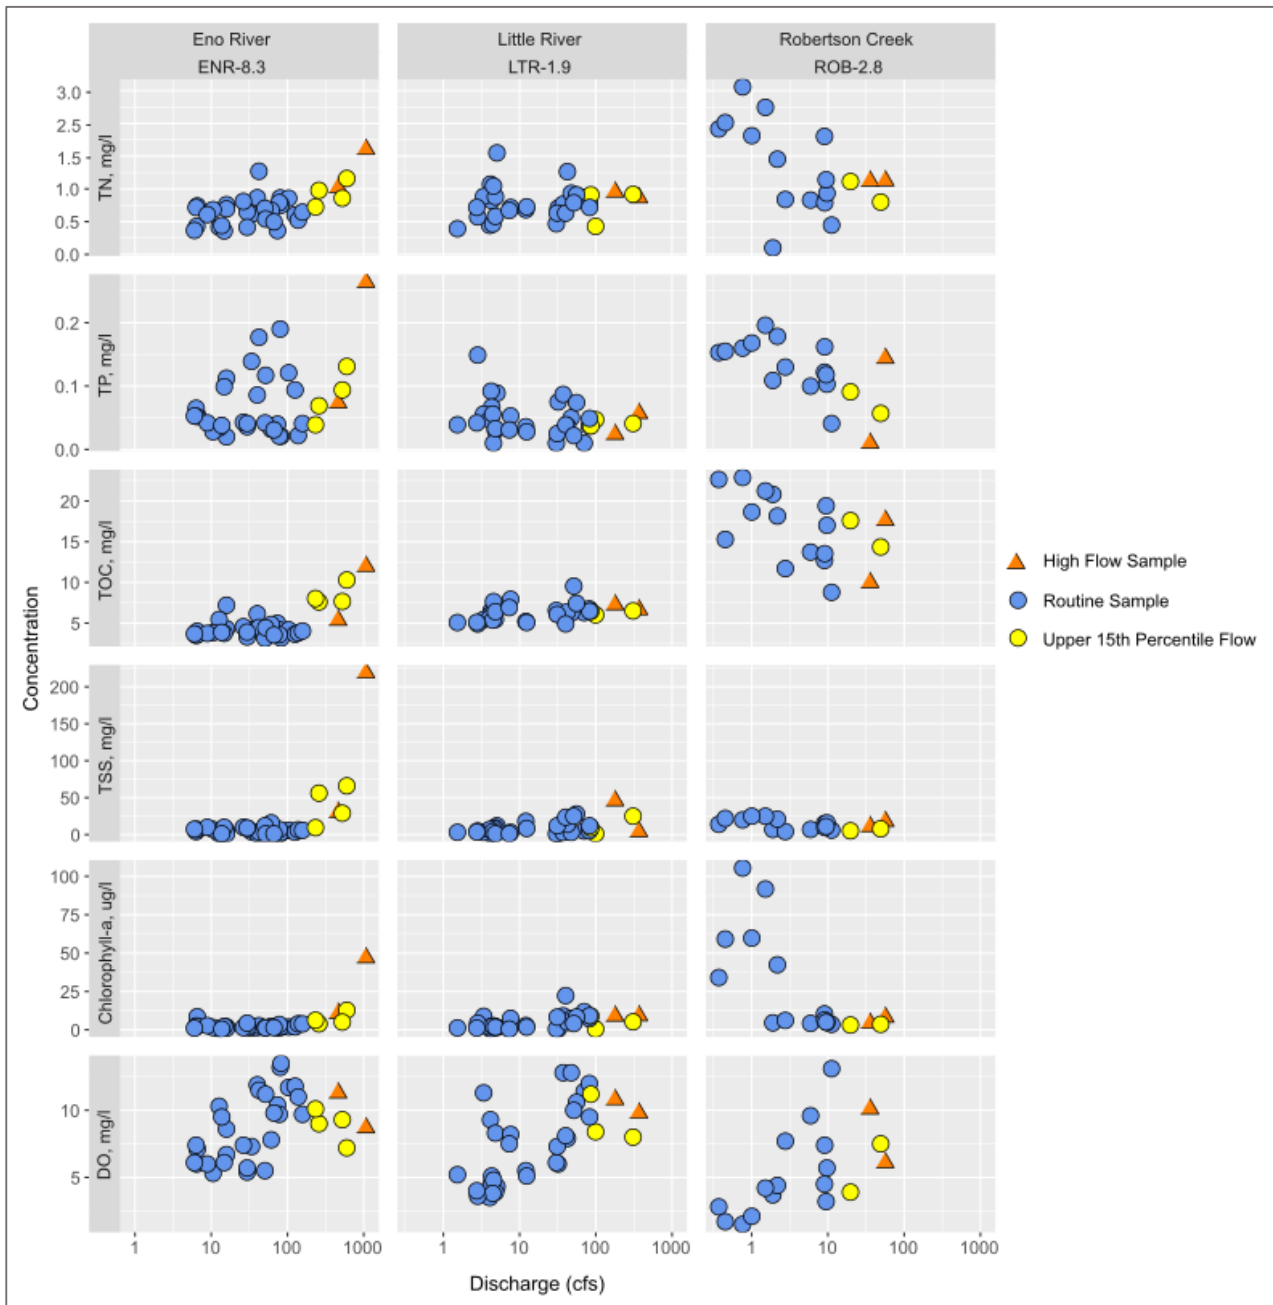 Eno River
Little River
Robertson Creek
ENR-8.3
LTR-1.9
ROB-2.8
TN, mg/l
3.0
2.5
1.5
1.0
0.5
0.0
TP, mg/l
0.2
0.1
0.0
TOC, mg/l
20
15
10
5
TSS, mg/l
200
150
100
50
0
Chlorophyll-a, ug/l
100
75
50
25
0
DO, mg/l
10
5
Concentration
1 10 100 1000
1 10 100 1000
1 10 100 1000
Discharge (cfs)
High Flow Sample
Routine Sample
Upper 15th Percentile Flow